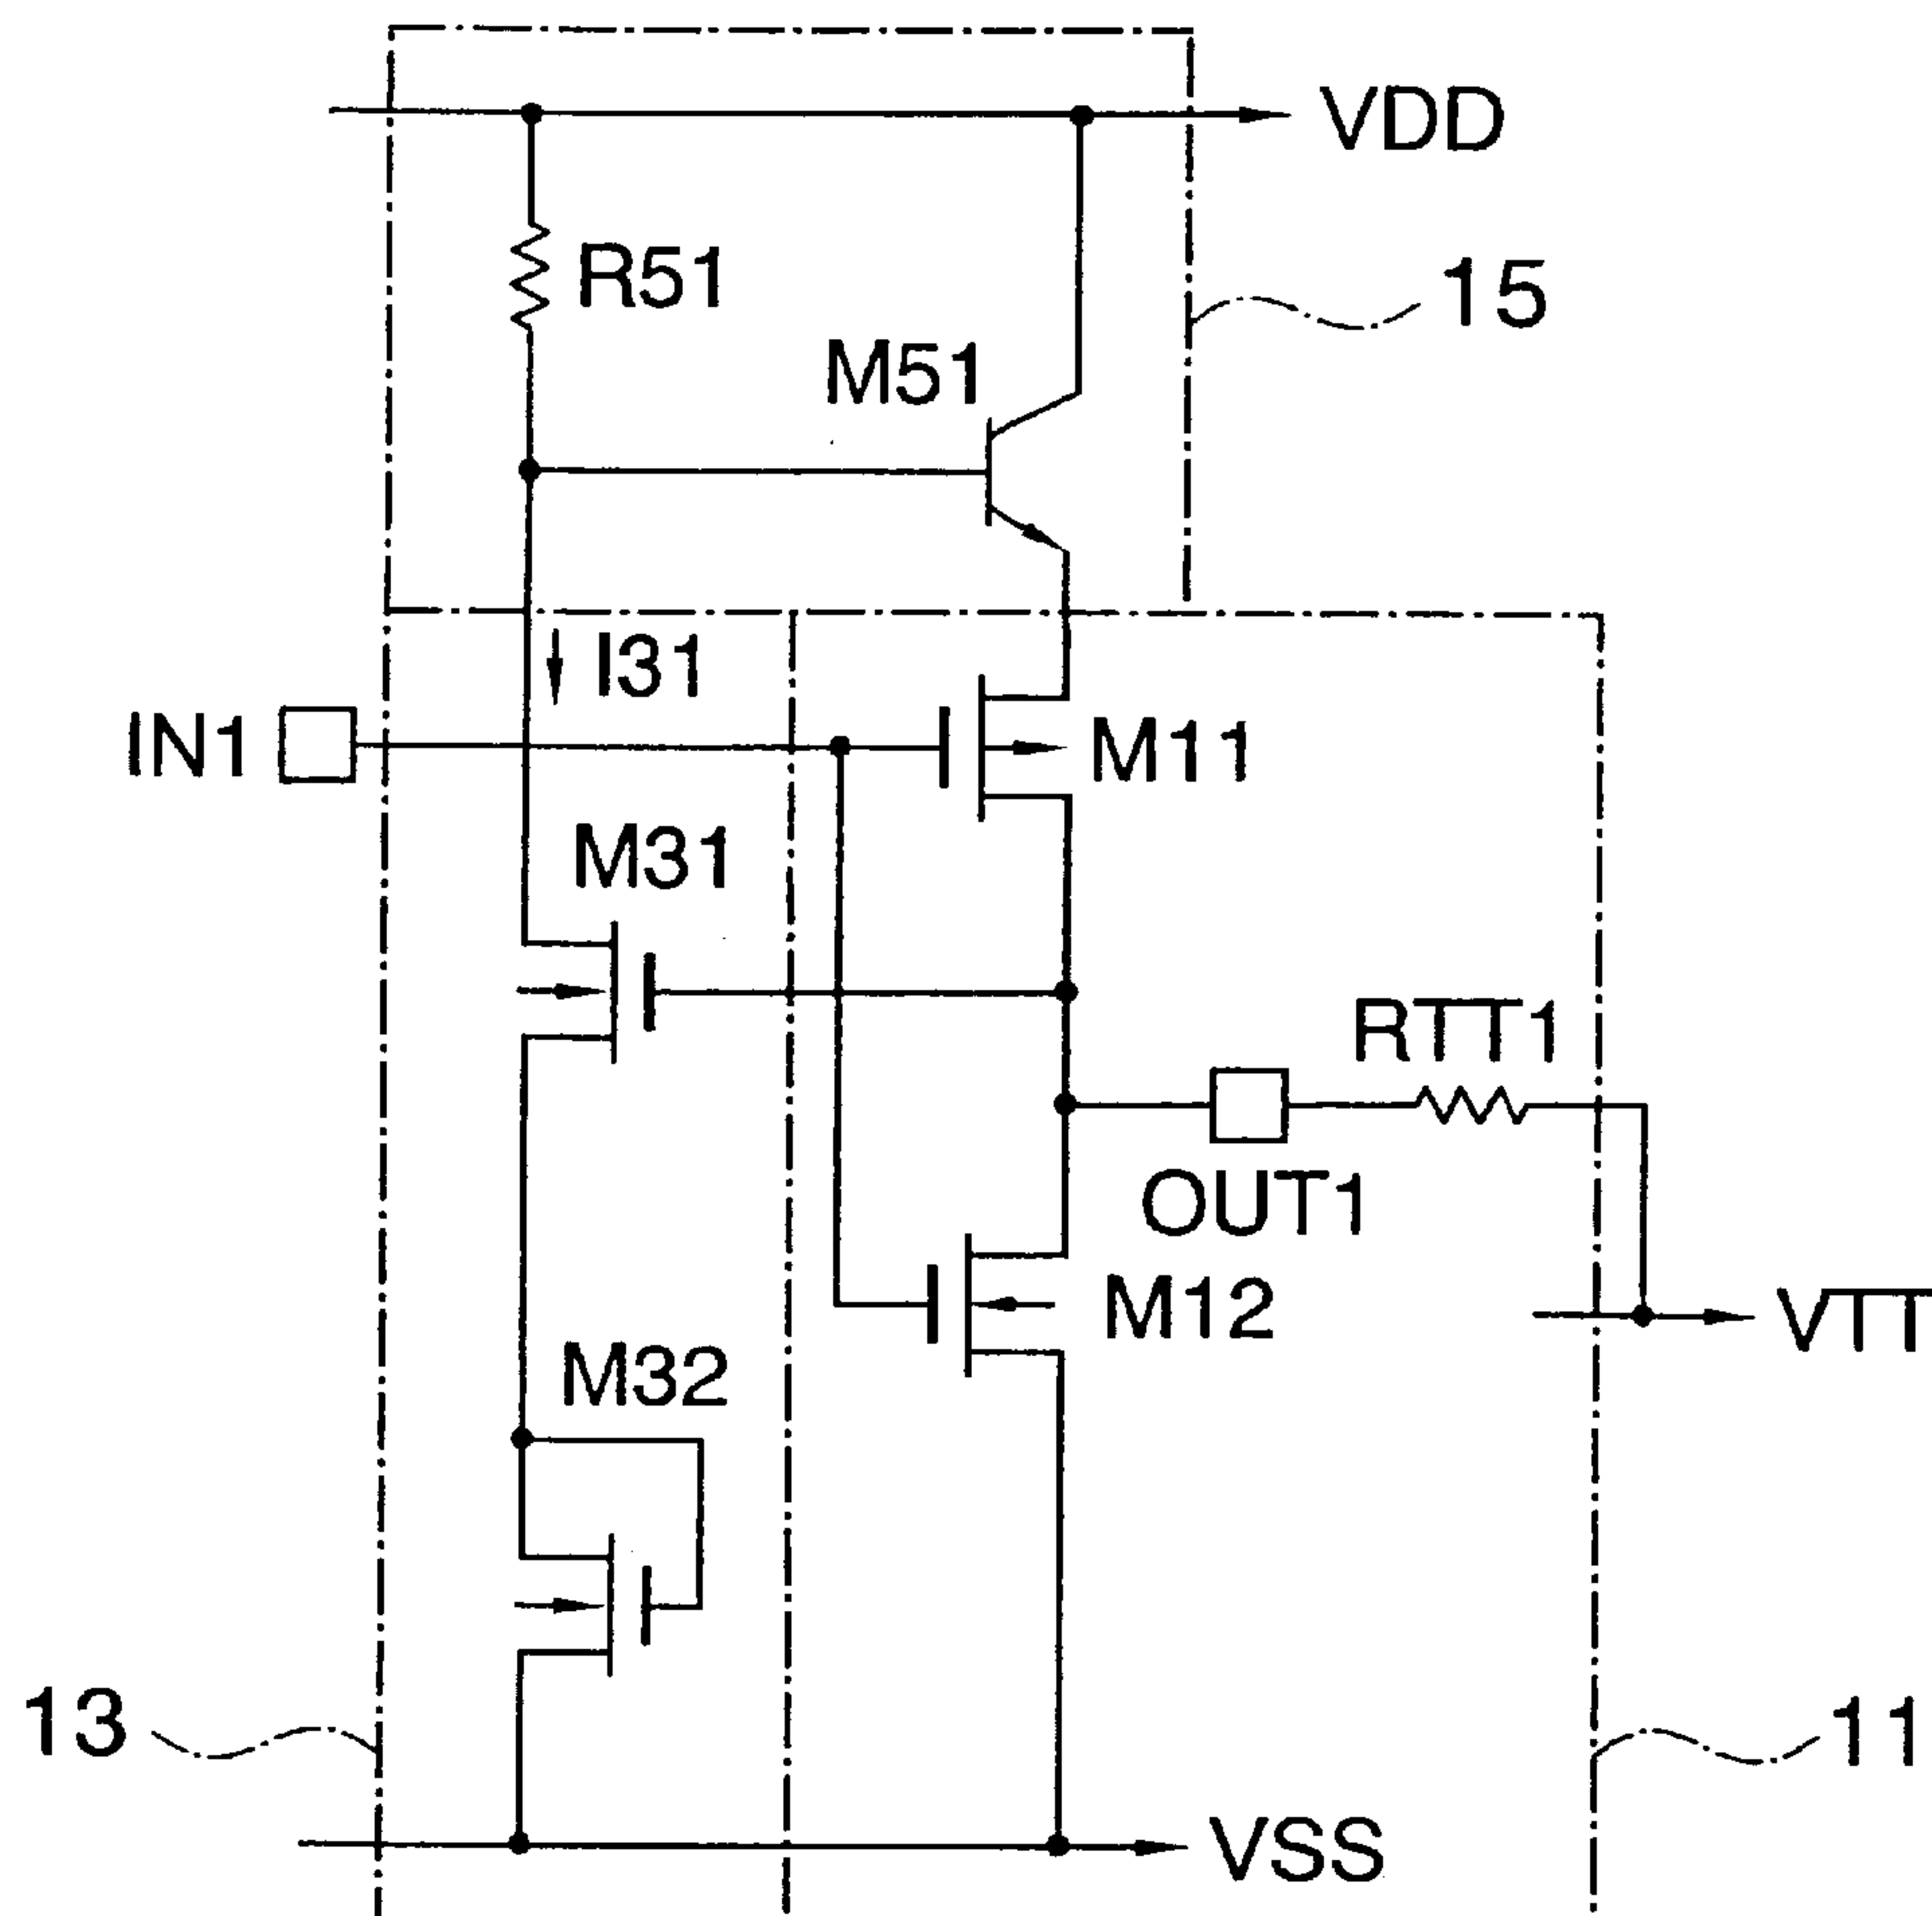 VDD
R51
15
M51
I31
IN1
M11
M31
RTT1
OUT1
M12
VTT
M32
13
11
VSS